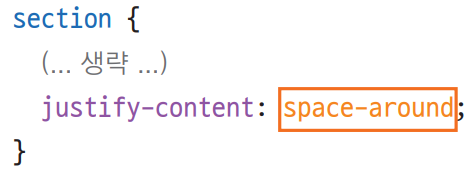 section {
(... 생략 ...)
justify-content: space-around;
}